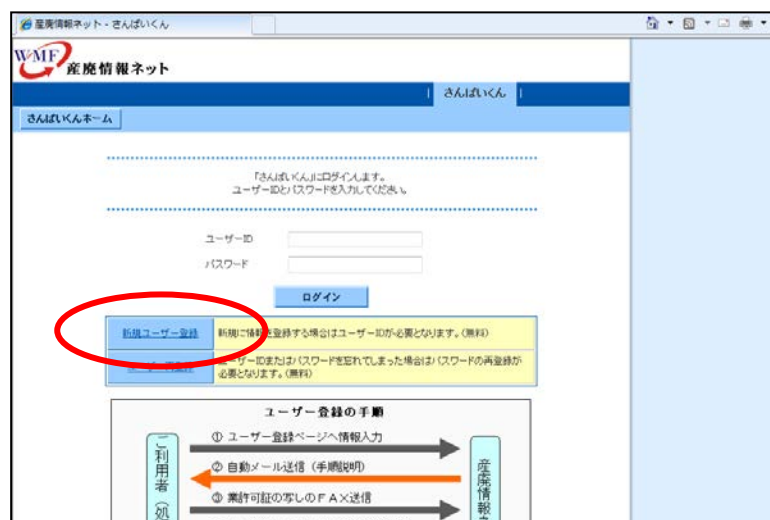 産廃情報ネット - さんぱいくん
WMF 産廃情報ネット
さんぱいくん
さんぱいくんホーム
「さんぱいくん」にログインします。
ユーザーIDとパスワードを入力してください。
ユーザーID
パスワード
ログイン
新規ユーザー登録 新規に情報を登録する場合はユーザーIDが必要となります。(無料)
ユーザーIDまたはパスワードを忘れてしまった場合はパスワードの再登録が
必要となります。(無料)
ユーザー登録の手順
① ユーザー登録ページへ情報入力
② 自動メール送信(手順説明)
③ 業許可証の写しのFAX送信
ご利用者(処
産廃情報